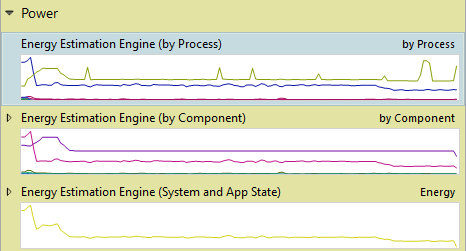 Power
Energy Estimation Engine (by Process) by Process
Energy Estimation Engine (by Component) by Component
Energy Estimation Engine (System and App State) Energy